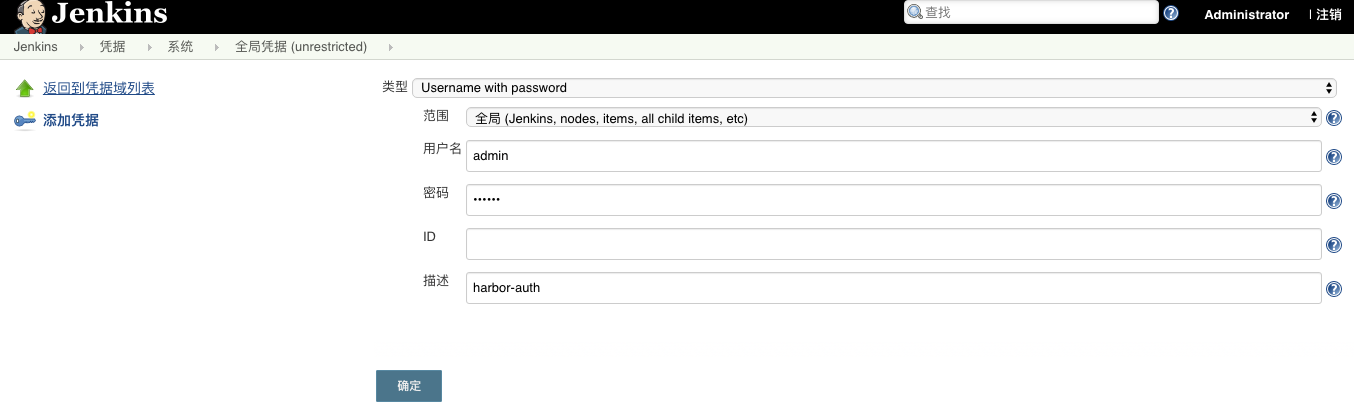 Jenkins
查找
Administrator
注销
Jenkins 凭据 系统 全局凭据 (unrestricted)
返回到凭据域列表
添加凭据
类型 Username with password
范围 全局 (Jenkins, nodes, items, all child items, etc)
用户名 admin
密码 ••••••
ID
描述 harbor-auth
确定